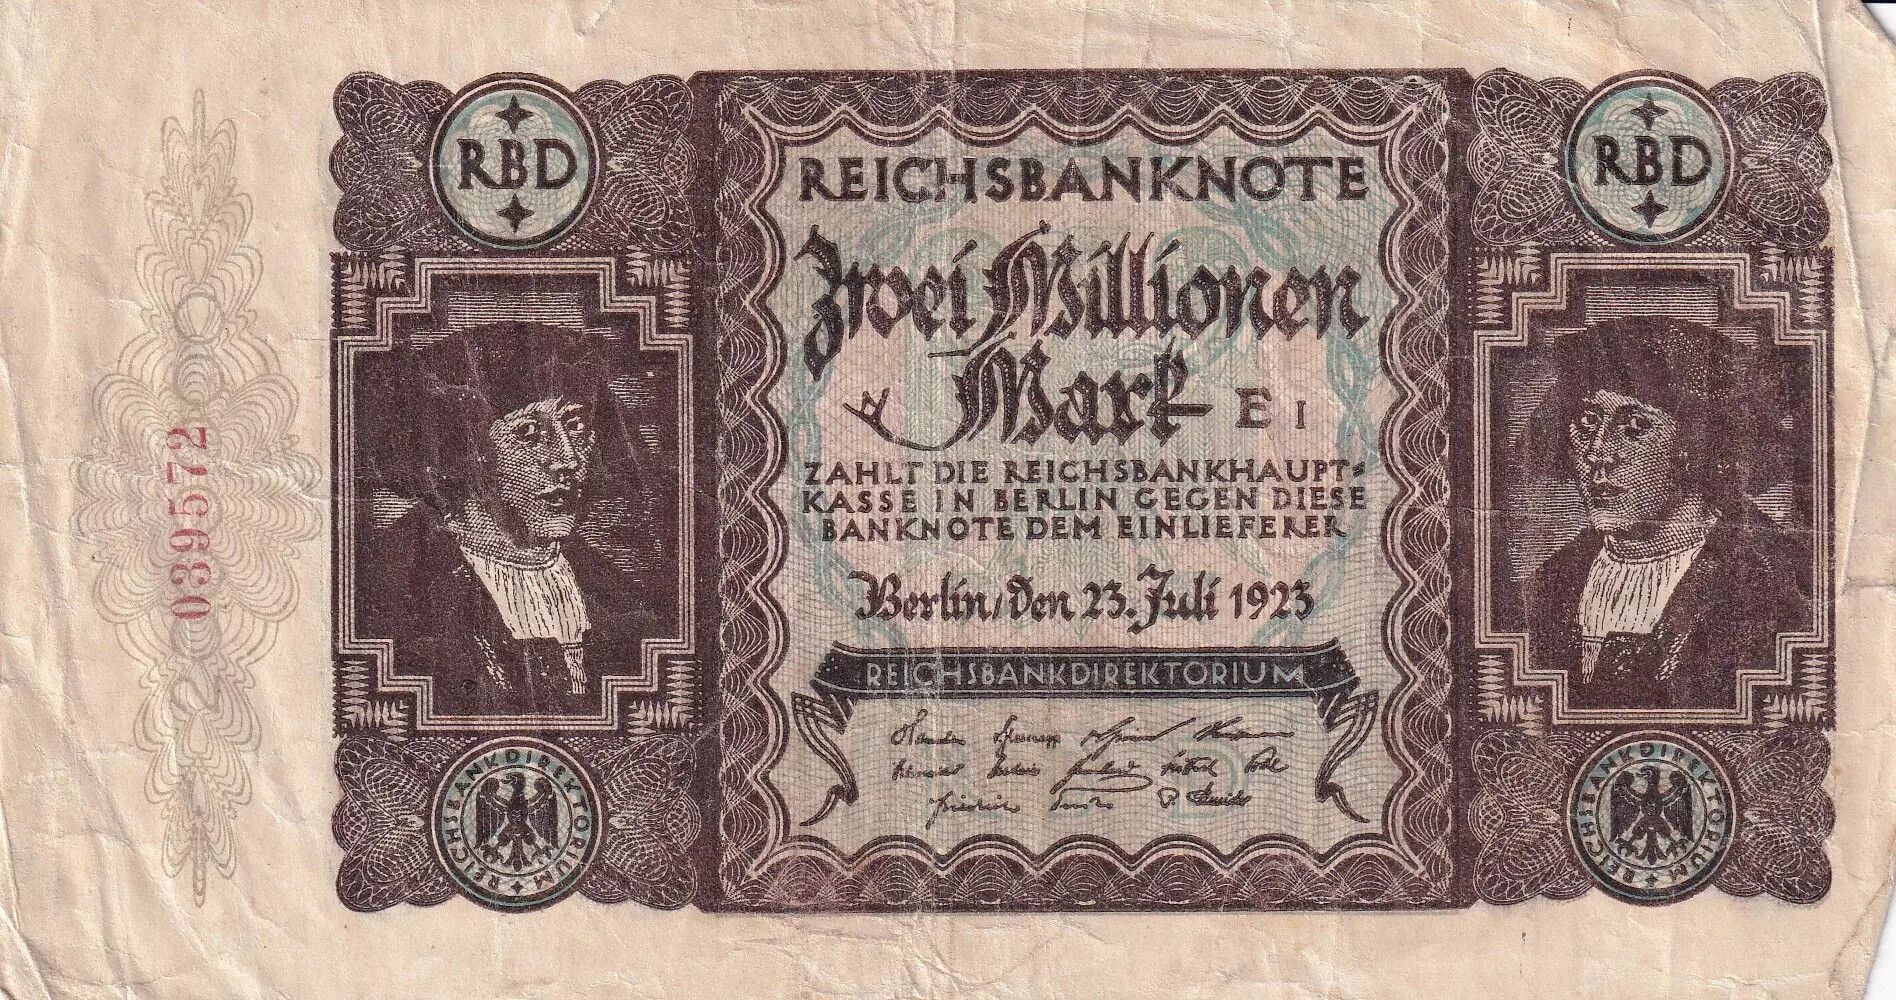 RBD
RBD
REICHSBANKNOTE
Zwei Millionen
Mark
E I
ZAHLT DIE REICHSBANKHAUPT-
KASSE IN BERLIN GEGEN DIESE
BANKNOTE DEM EINLIEFERER
Berlin, den 23. Juli 1923
REICHSBANKDIREKTORIUM
REICHSBANKDIREKTORIUM
REICHSBANKDIREKTORIUM
039572